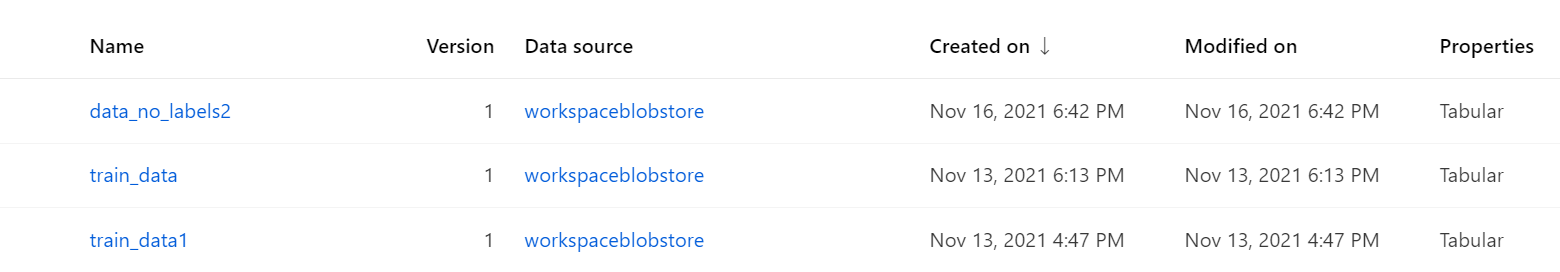 Name Version Data source Created on ↓ Modified on Properties
data_no_labels2 1 workspaceblobstore Nov 16, 2021 6:42 PM Nov 16, 2021 6:42 PM Tabular
train_data 1 workspaceblobstore Nov 13, 2021 6:13 PM Nov 13, 2021 6:13 PM Tabular
train_data1 1 workspaceblobstore Nov 13, 2021 4:47 PM Nov 13, 2021 4:47 PM Tabular